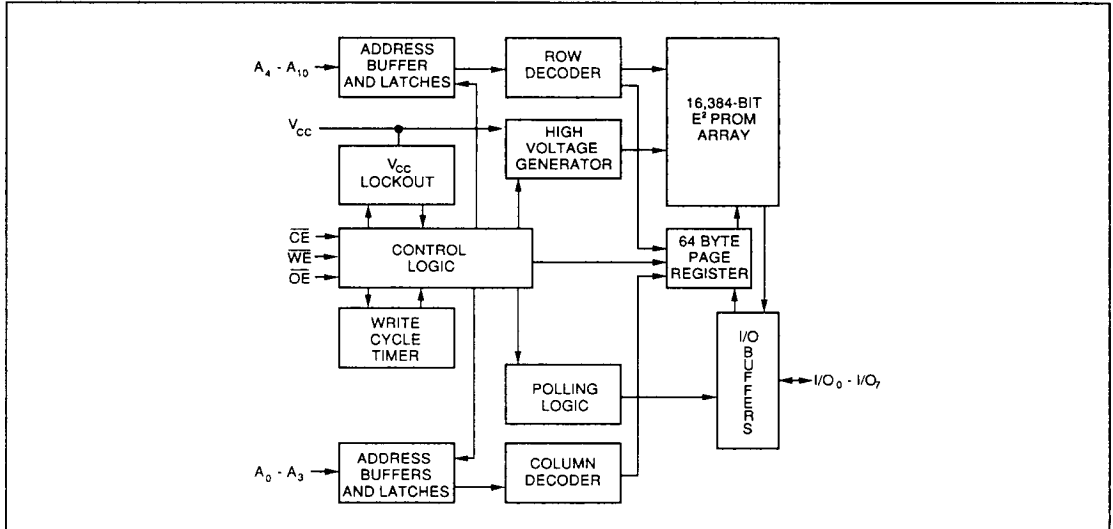 A4 - A10
ADDRESS
BUFFER
AND LATCHES
ROW
DECODER
16,384-BIT
E² PROM
ARRAY
VCC
HIGH
VOLTAGE
GENERATOR
VCC
LOCKOUT
CE
WE
OE
CONTROL
LOGIC
64 BYTE
PAGE
REGISTER
WRITE
CYCLE
TIMER
I/O
BUFFERS
I/O0 - I/O7
POLLING
LOGIC
A0 - A3
ADDRESS
BUFFERS
AND LATCHES
COLUMN
DECODER